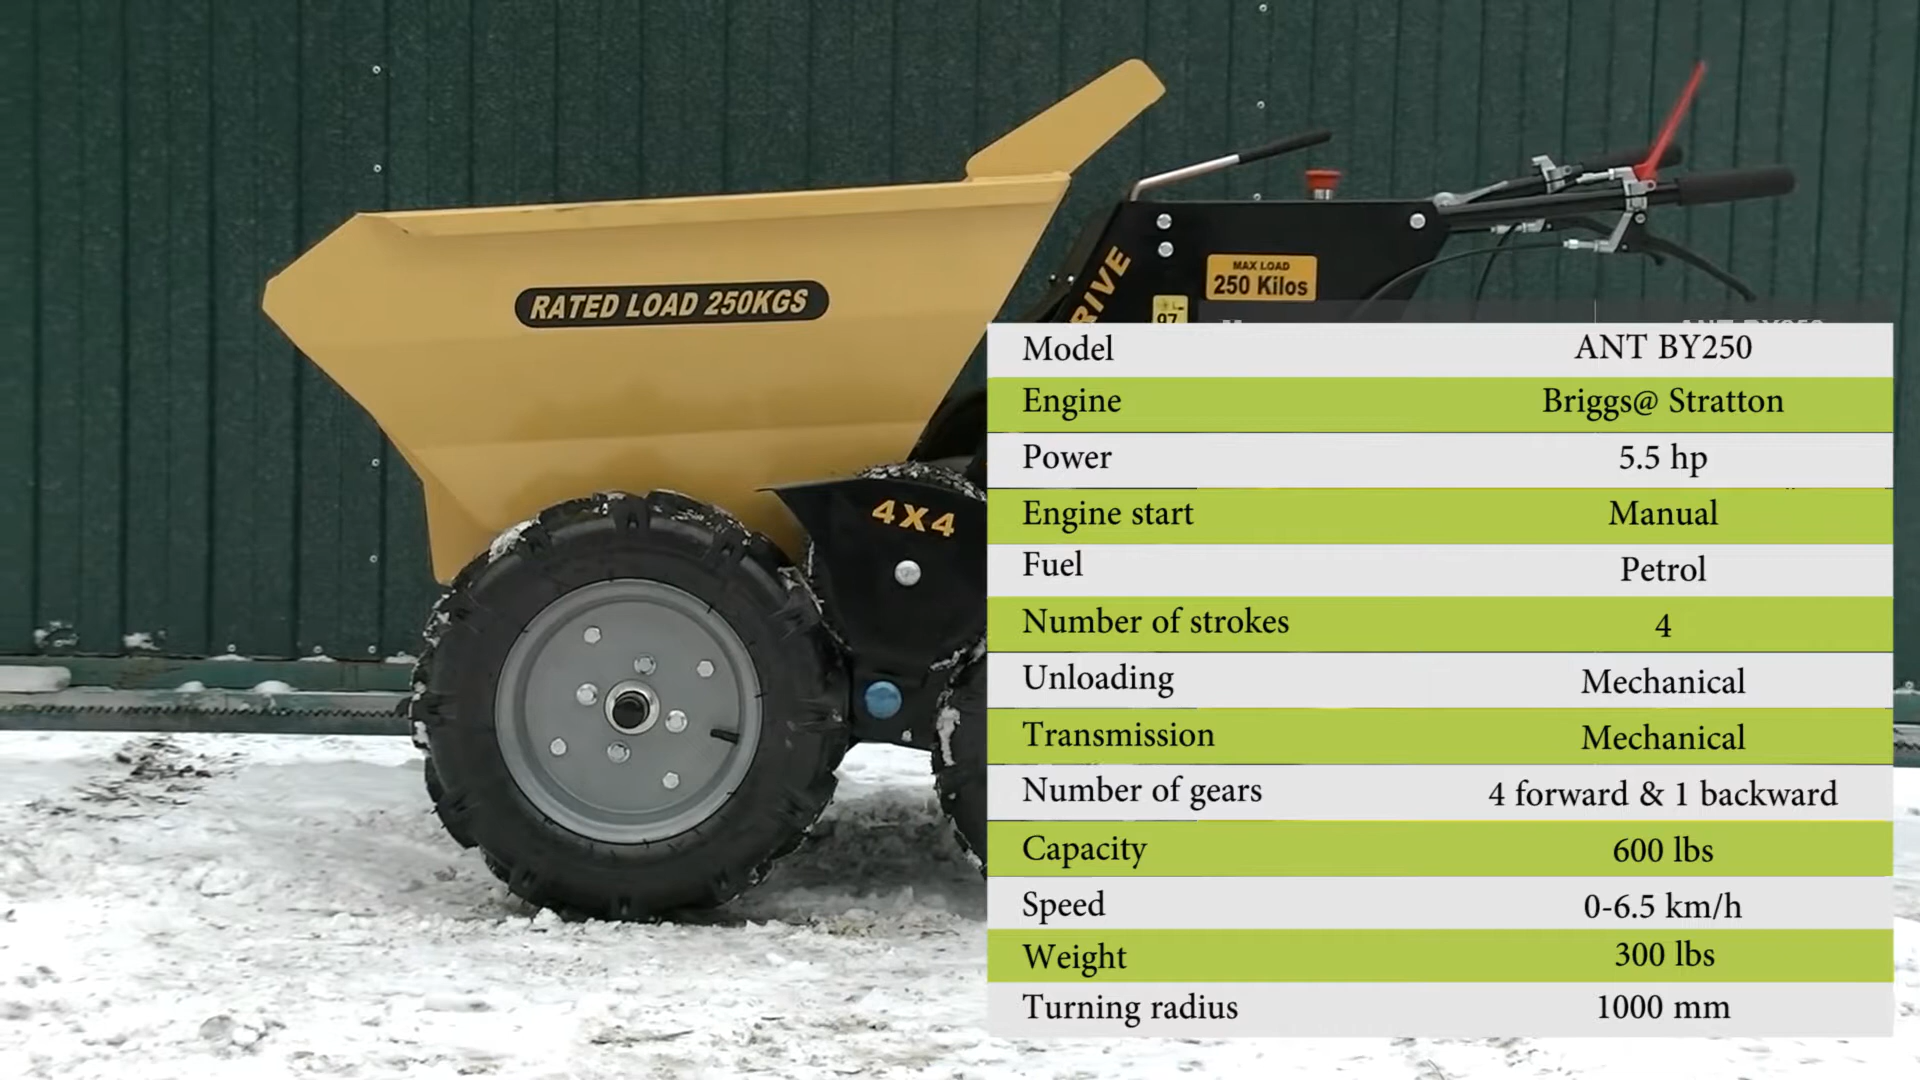 RATED LOAD 250KGS
MAX LOAD
250 Kilos
RIVE
97
4X4
Model ANT BY250
Engine Briggs@ Stratton
Power 5.5 hp
Engine start Manual
Fuel Petrol
Number of strokes 4
Unloading Mechanical
Transmission Mechanical
Number of gears 4 forward & 1 backward
Capacity 600 lbs
Speed 0-6.5 km/h
Weight 300 lbs
Turning radius 1000 mm